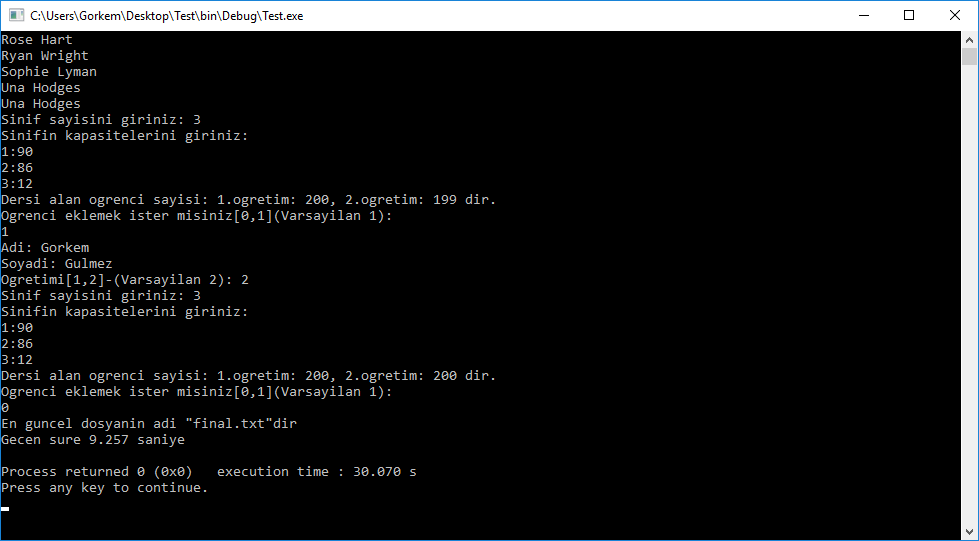 C:\Users\Gorkem\Desktop\Test\bin\Debug\Test.exe
Rose Hart
Ryan Wright
Sophie Lyman
Una Hodges
Una Hodges
Sinif sayisini giriniz: 3
Sinifin kapasitelerini giriniz:
1:90
2:86
3:12
Dersi alan ogrenci sayisi: 1.ogretim: 200, 2.ogretim: 199 dir.
Ogrenci eklemek ister misiniz[0,1](Varsayilan 1):
1
Adi: Gorkem
Soyadi: Gulmez
Ogretimi[1,2]-(Varsayilan 2): 2
Sinif sayisini giriniz: 3
Sinifin kapasitelerini giriniz:
1:90
2:86
3:12
Dersi alan ogrenci sayisi: 1.ogretim: 200, 2.ogretim: 200 dir.
Ogrenci eklemek ister misiniz[0,1](Varsayilan 1):
0
En guncel dosyanin adi "final.txt"dir
Gecen sure 9.257 saniye
Process returned 0 (0x0)   execution time : 30.070 s
Press any key to continue.